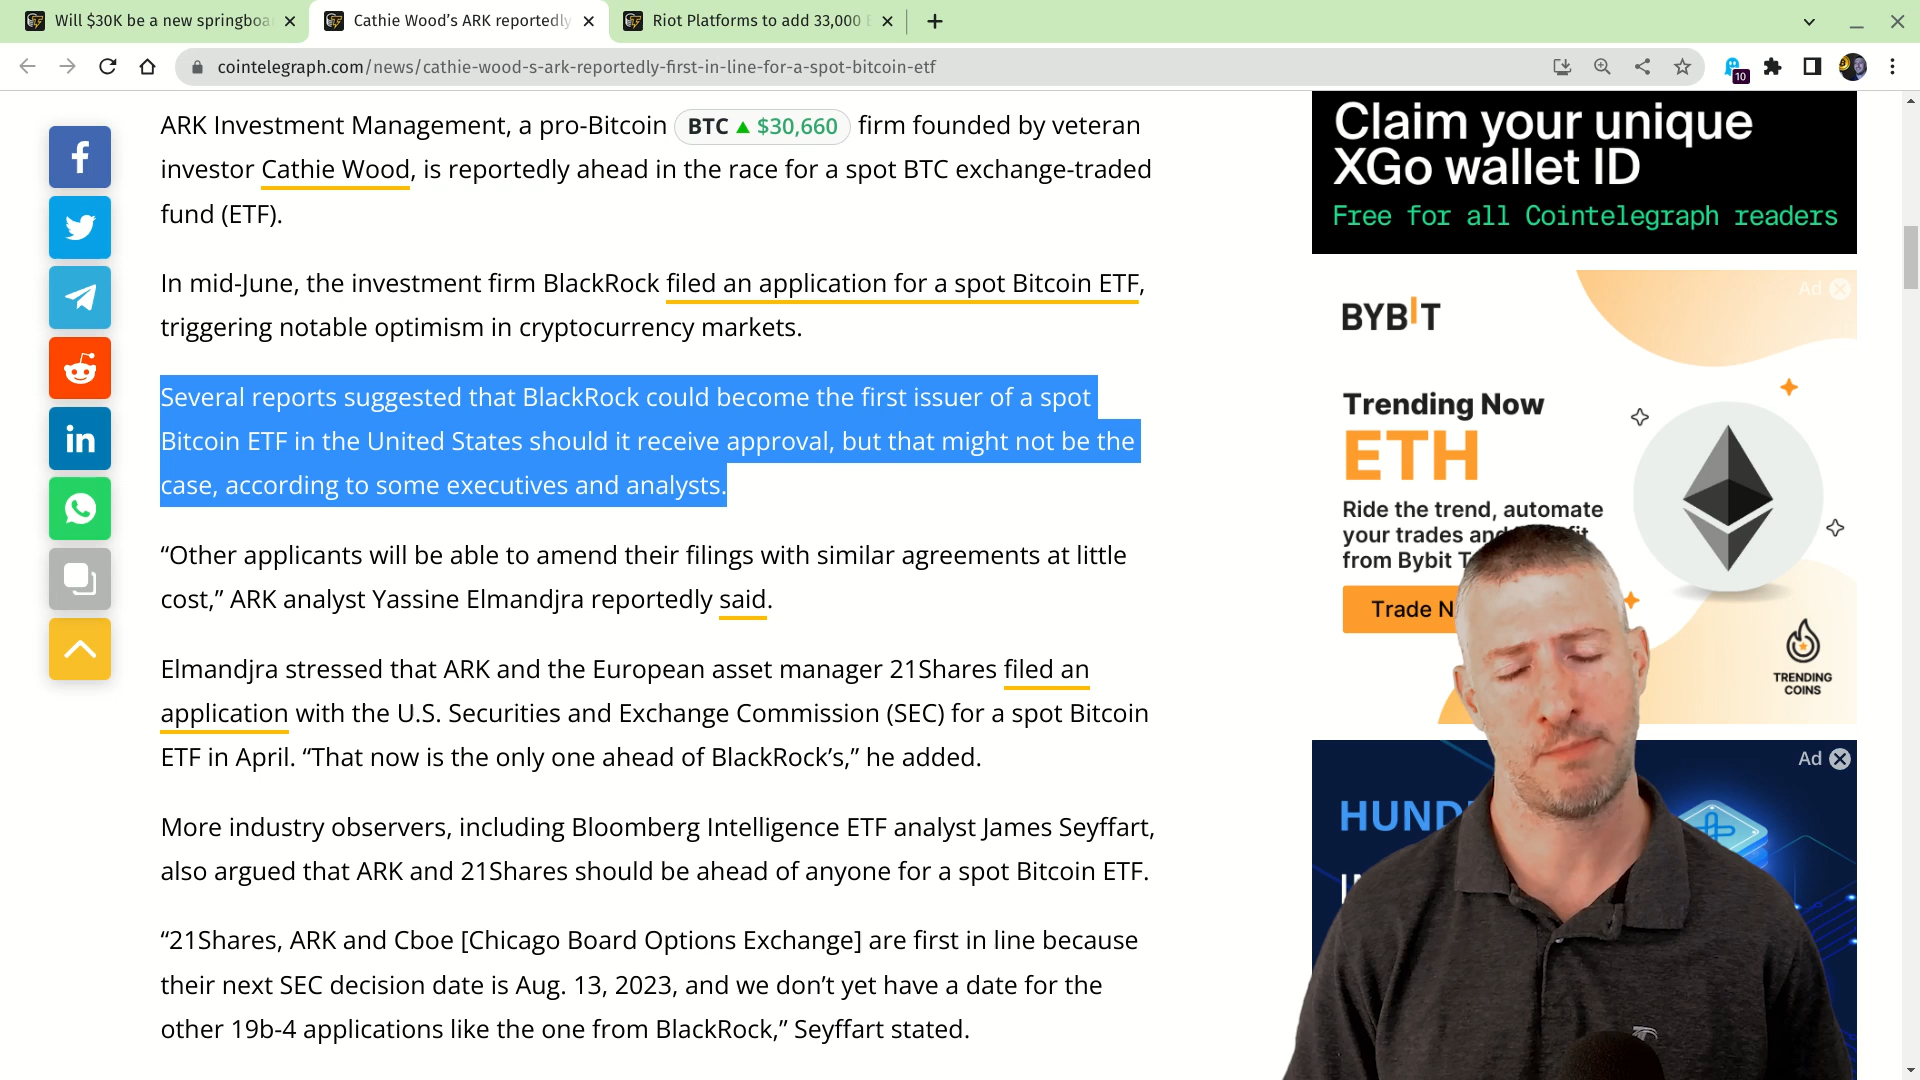 Will $30K be a new springboa
Cathie Wood's ARK reportedly
Riot Platforms to add 33,000
cointelegraph.com/news/cathie-wood-s-ark-reportedly-first-in-line-for-a-spot-bitcoin-etf
10
ARK Investment Management, a pro-Bitcoin BTC ▲ $30,660 firm founded by veteran
investor Cathie Wood, is reportedly ahead in the race for a spot BTC exchange-traded
fund (ETF).
In mid-June, the investment firm BlackRock filed an application for a spot Bitcoin ETF,
triggering notable optimism in cryptocurrency markets.
Several reports suggested that BlackRock could become the first issuer of a spot
Bitcoin ETF in the United States should it receive approval, but that might not be the
case, according to some executives and analysts.
“Other applicants will be able to amend their filings with similar agreements at little
cost,” ARK analyst Yassine Elmandjra reportedly said.
Elmandjra stressed that ARK and the European asset manager 21Shares filed an
application with the U.S. Securities and Exchange Commission (SEC) for a spot Bitcoin
ETF in April. “That now is the only one ahead of BlackRock’s,” he added.
More industry observers, including Bloomberg Intelligence ETF analyst James Seyffart,
also argued that ARK and 21Shares should be ahead of anyone for a spot Bitcoin ETF.
“21Shares, ARK and Cboe [Chicago Board Options Exchange] are first in line because
their next SEC decision date is Aug. 13, 2023, and we don’t yet have a date for the
other 19b-4 applications like the one from BlackRock,” Seyffart stated.
Claim your unique
XGo wallet ID
Free for all Cointelegraph readers
Ad
BYBIT
Trending Now
ETH
Ride the trend, automate
your trades and
from Bybit
Trade N
TRENDING
COINS
Ad
HUND